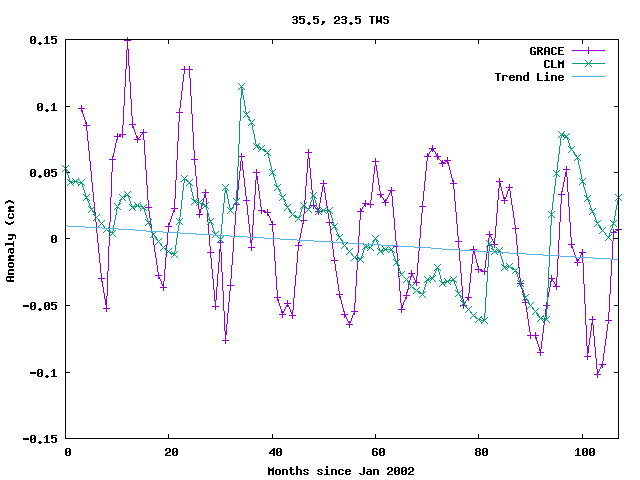 35.5, 23.5 TWS
GRACE
CLM
Trend Line
0.15
0.1
0.05
0
-0.05
-0.1
-0.15
Anomaly (cm)
0 20 40 60 80 100
Months since Jan 2002